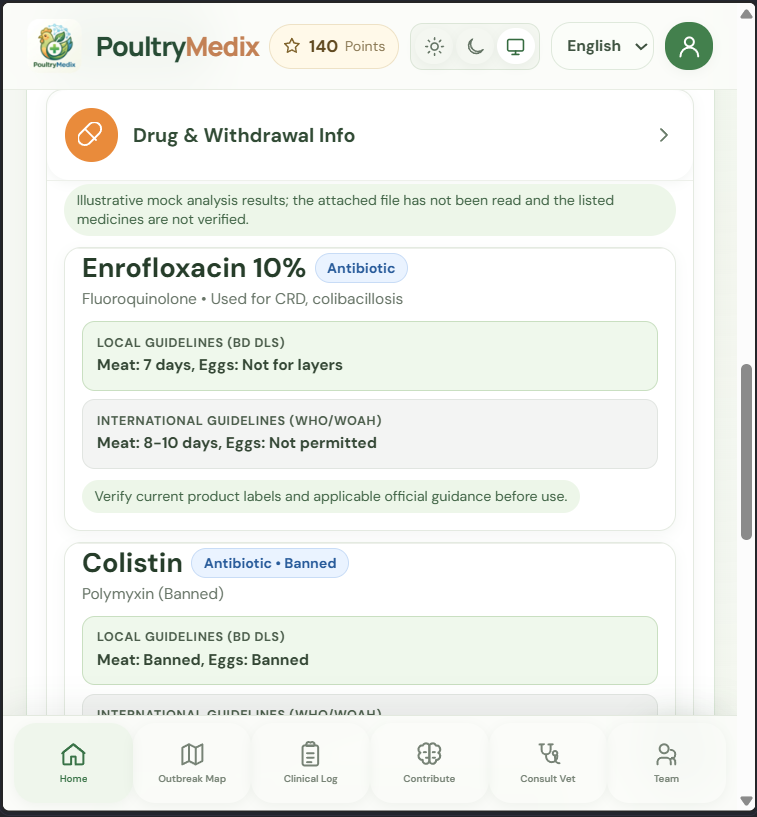 PoultryMedix
PoultryMedix
140 Points
English
Drug & Withdrawal Info
Illustrative mock analysis results; the attached file has not been read and the listed
medicines are not verified.
Enrofloxacin 10%
Antibiotic
Fluoroquinolone • Used for CRD, colibacillosis
LOCAL GUIDELINES (BD DLS)
Meat: 7 days, Eggs: Not for layers
INTERNATIONAL GUIDELINES (WHO/WOAH)
Meat: 8-10 days, Eggs: Not permitted
Verify current product labels and applicable official guidance before use.
Colistin
Antibiotic • Banned
Polymyxin (Banned)
LOCAL GUIDELINES (BD DLS)
Meat: Banned, Eggs: Banned
INTERNATIONAL GUIDELINES (WHO/WOAH)
Home
Outbreak Map
Clinical Log
Contribute
Consult Vet
Team